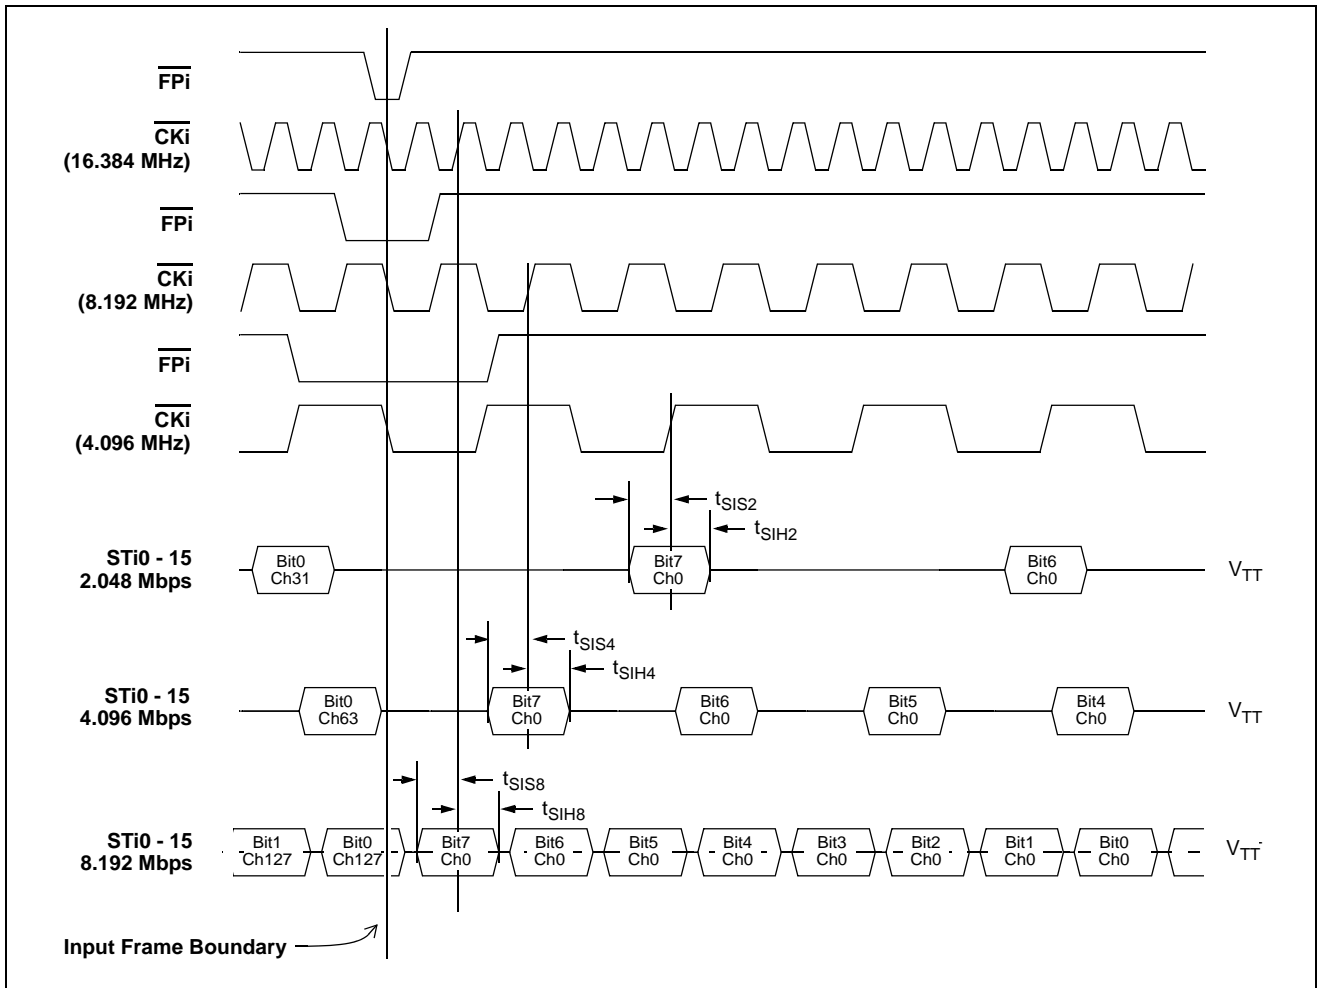 FPi
CKi
(16.384 MHz)
FPi
CKi
(8.192 MHz)
FPi
CKi
(4.096 MHz)
tSIS2
tSIH2
STi0 - 15
2.048 Mbps
Bit0
Ch31
Bit7
Ch0
Bit6
Ch0
VTT
tSIS4
tSIH4
STi0 - 15
4.096 Mbps
Bit0
Ch63
Bit7
Ch0
Bit6
Ch0
Bit5
Ch0
Bit4
Ch0
VTT
tSIS8
tSIH8
STi0 - 15
8.192 Mbps
Bit1
Ch127
Bit0
Ch127
Bit7
Ch0
Bit6
Ch0
Bit5
Ch0
Bit4
Ch0
Bit3
Ch0
Bit2
Ch0
Bit1
Ch0
Bit0
Ch0
VTT
Input Frame Boundary